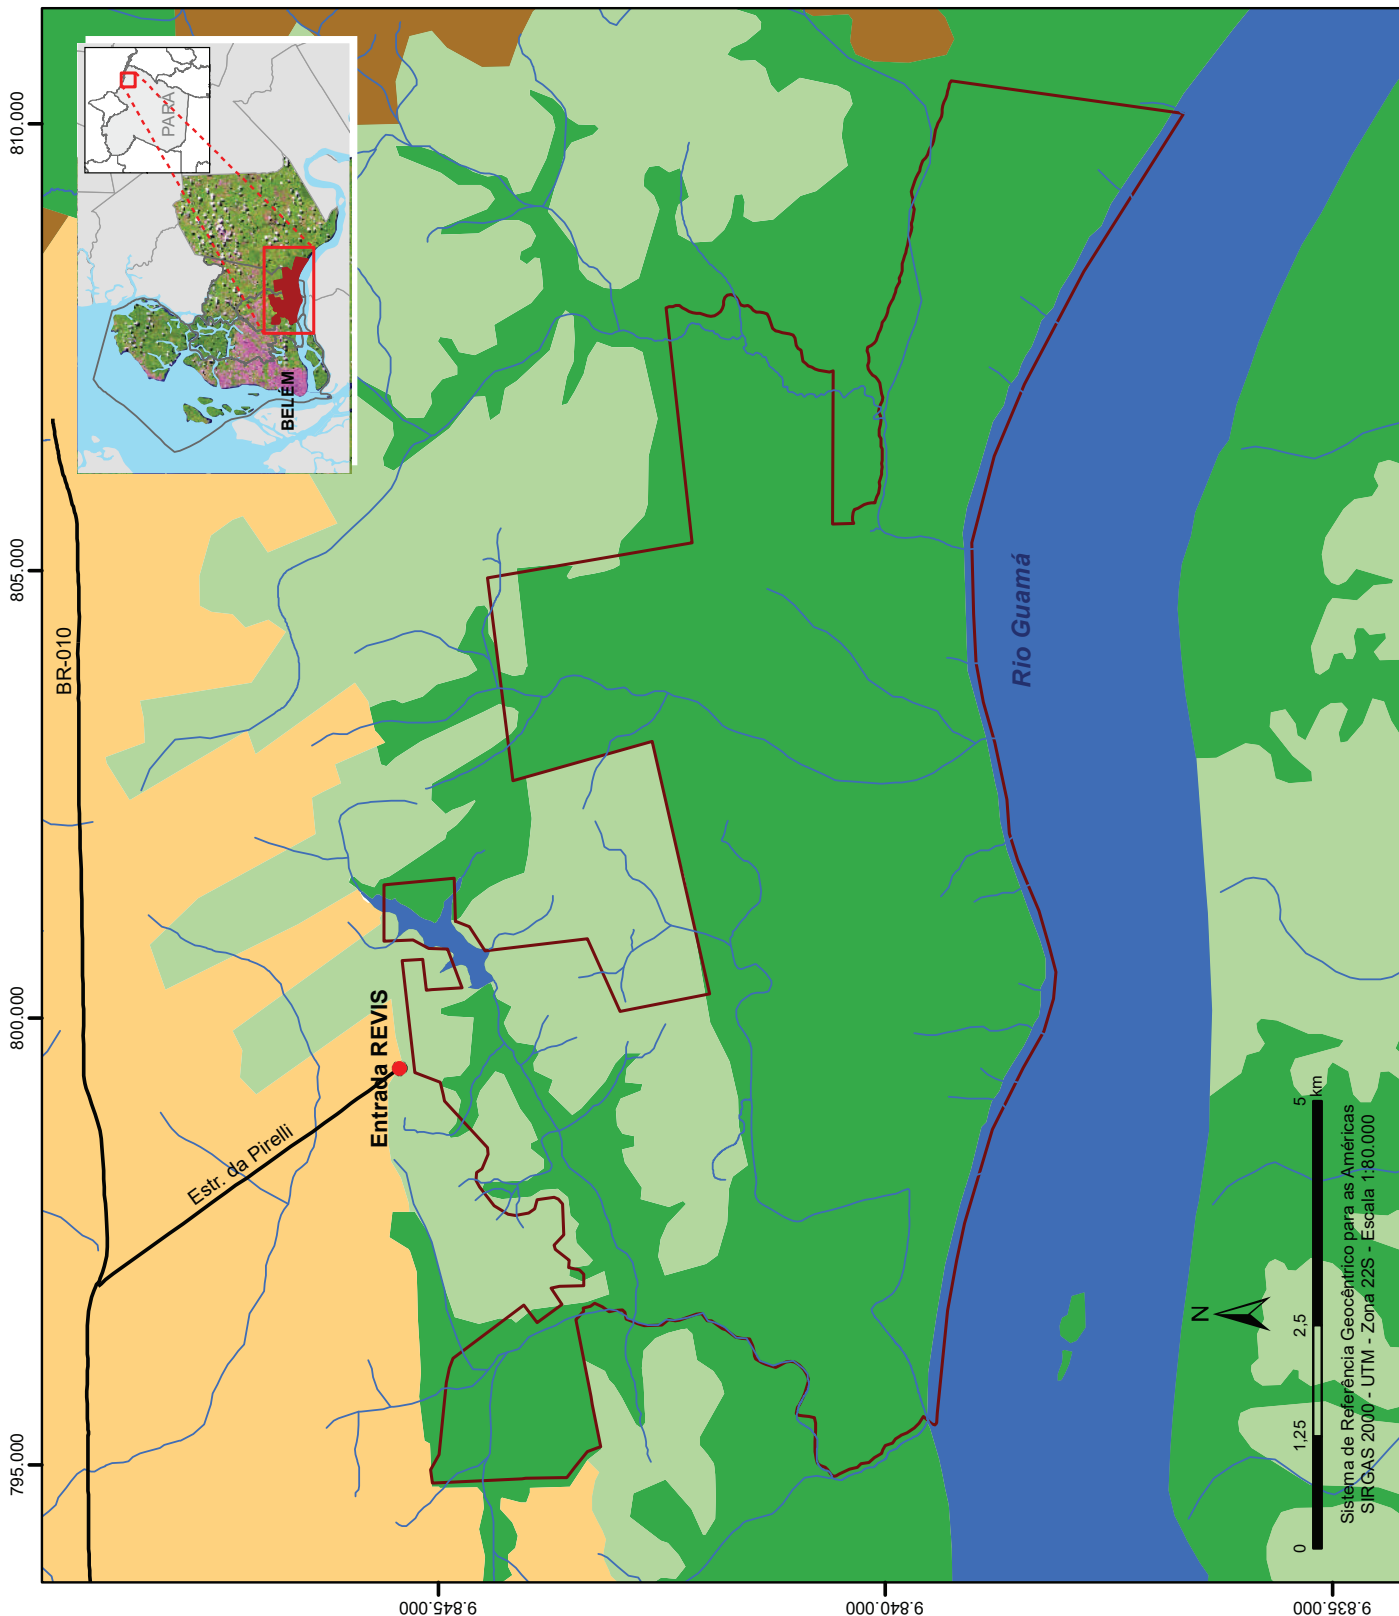 795.000
800.000
805.000
810.000
BR-010
Estr. da Pirelli
Entrada REVIS
PARÁ
BELÉM
Rio Guamá
9.845.000
9.840.000
9.835.000
N
0
1,25
2,5
5
km
Sistema de Referência Geocêntrico para as Américas
SIRGAS 2000 - UTM - Zona 22S - Escala 1:80.000